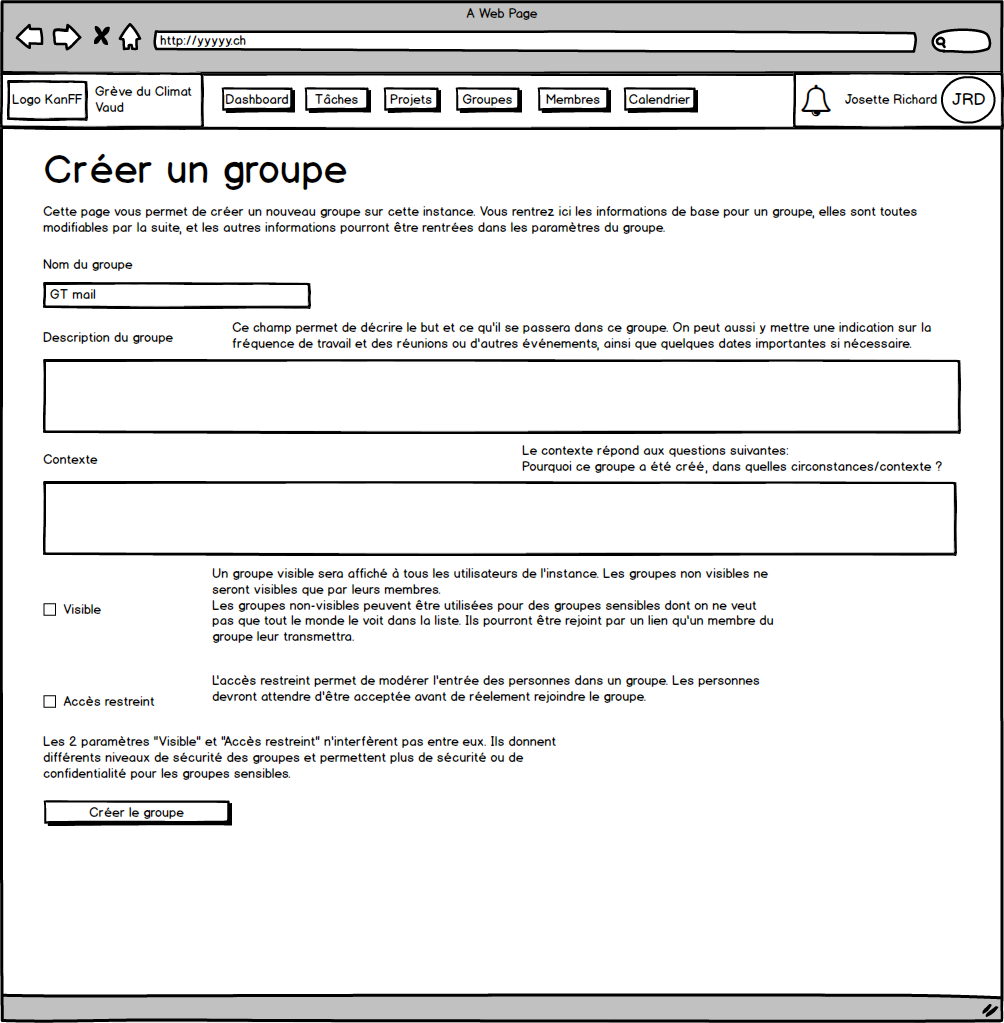 A Web Page
http://yyyyy.ch
Logo KanFF
Grève du Climat
Vaud
Dashboard
Tâches
Projets
Groupes
Membres
Calendrier
Josette Richard
JRD
Créer un groupe
Cette page vous permet de créer un nouveau groupe sur cette instance. Vous rentrez ici les informations de base pour un groupe, elles sont toutes
modifiables par la suite, et les autres informations pourront être rentrées dans les paramètres du groupe.
Nom du groupe
GT mail
Description du groupe
Ce champ permet de décrire le but et ce qu'il se passera dans ce groupe. On peut aussi y mettre une indication sur la
fréquence de travail et des réunions ou d'autres événements, ainsi que quelques dates importantes si nécessaire.
Contexte
Le contexte répond aux questions suivantes:
Pourquoi ce groupe a été créé, dans quelles circonstances/contexte ?
Visible
Un groupe visible sera affiché à tous les utilisateurs de l'instance. Les groupes non visibles ne
seront visibles que par leurs membres.
Les groupes non-visibles peuvent être utilisées pour des groupes sensibles dont on ne veut
pas que tout le monde le voit dans la liste. Ils pourront être rejoint par un lien qu'un membre du
groupe leur transmettra.
Accès restreint
L'accès restreint permet de modérer l'entrée des personnes dans un groupe. Les personnes
devront attendre d'être acceptée avant de réelement rejoindre le groupe.
Les 2 paramètres "Visible" et "Accès restreint" n'interfèrent pas entre eux. Ils donnent
différents niveaux de sécurité des groupes et permettent plus de sécurité ou de
confidentialité pour les groupes sensibles.
Créer le groupe